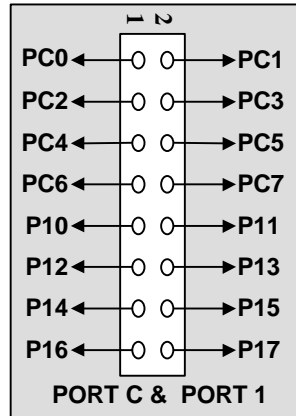 1 2
PC0 PC1
PC2 PC3
PC4 PC5
PC6 PC7
P10 P11
P12 P13
P14 P15
P16 P17
PORT C & PORT 1